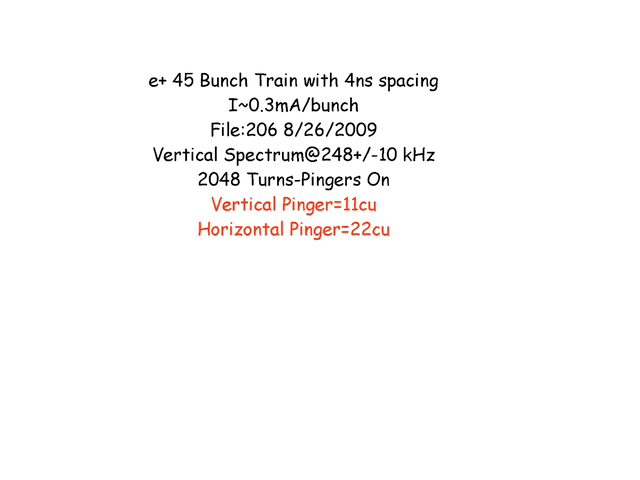 e+ 45 Bunch Train with 4ns spacing
I~0.3mA/bunch
File:206 8/26/2009
Vertical Spectrum@248+/-10 kHz
2048 Turns-Pingers On
Vertical Pinger=11cu
Horizontal Pinger=22cu